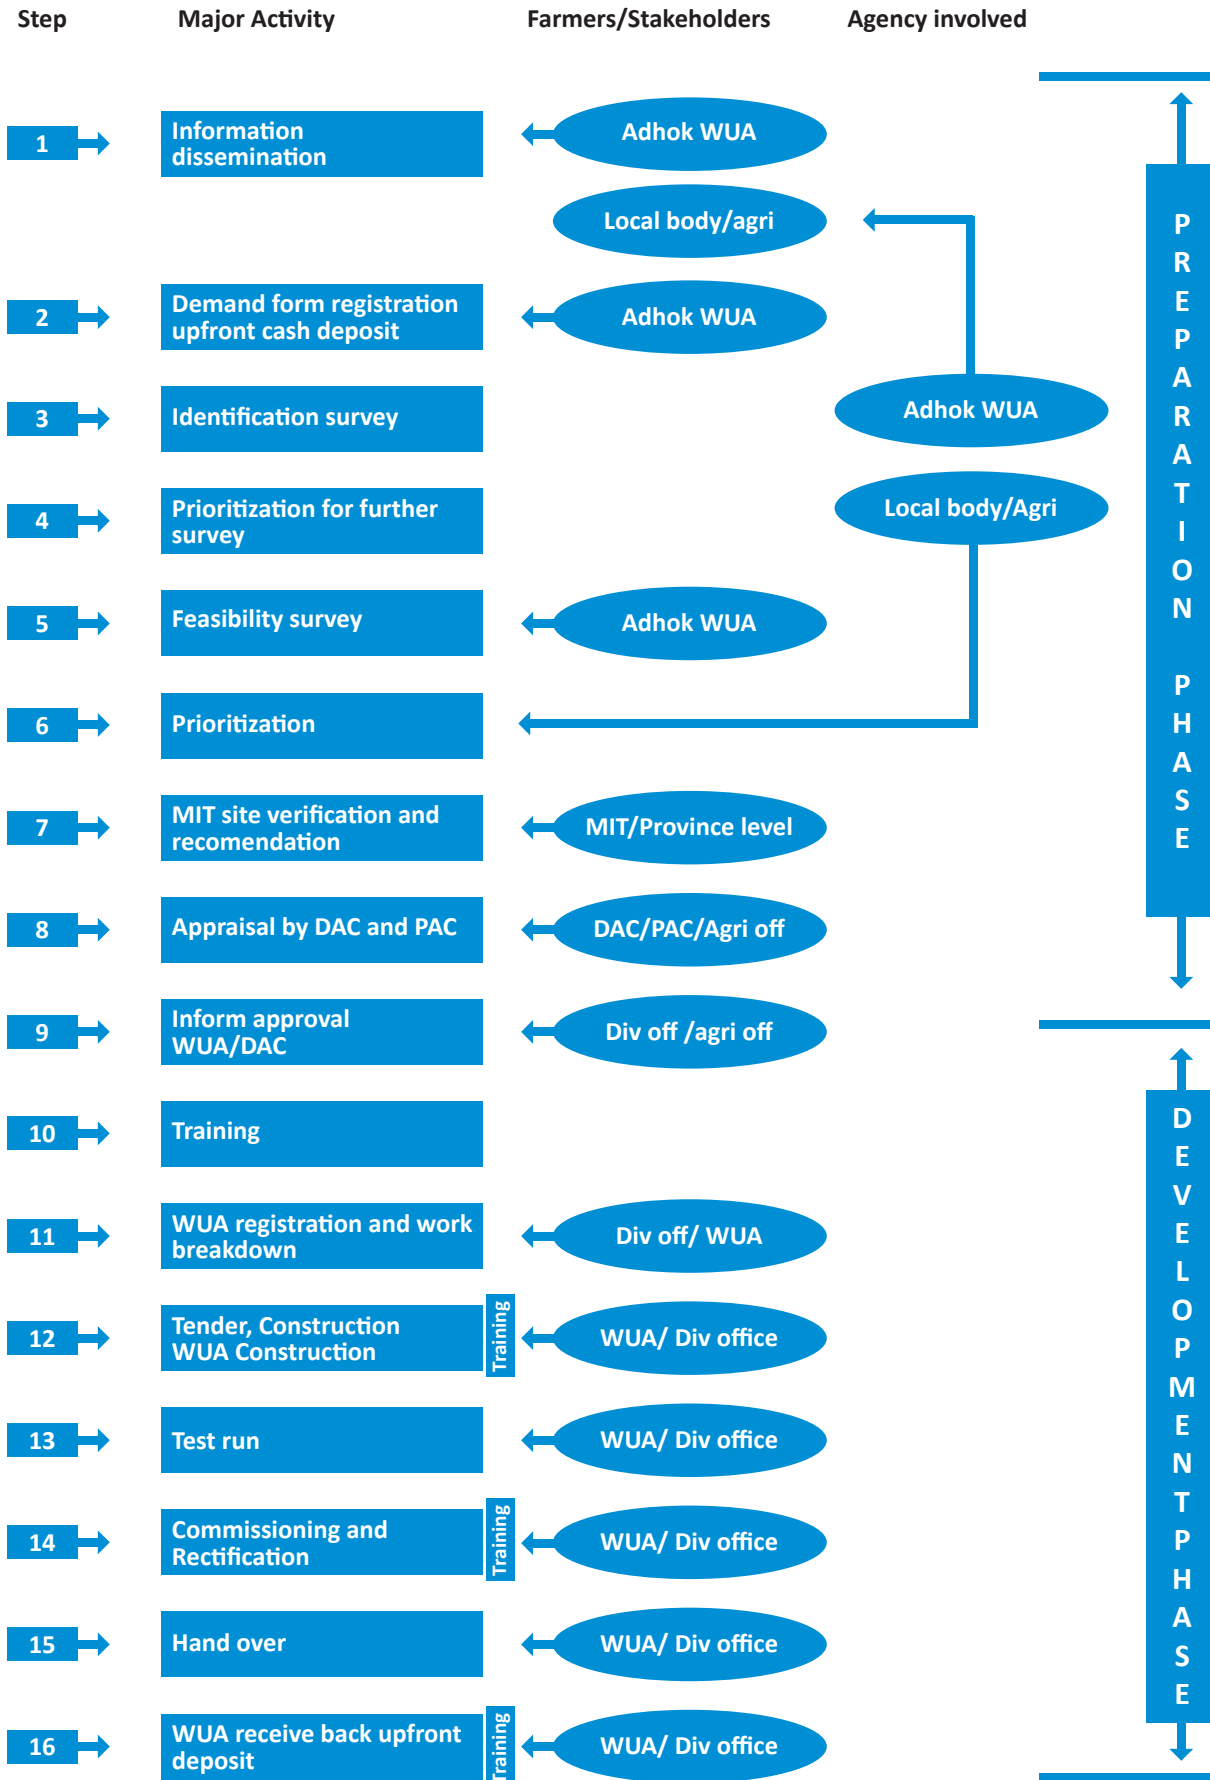 Step Major Activity Farmers/Stakeholders Agency involved
1 Information
dissemination
Adhok WUA
Local body/agri
2 Demand form registration
upfront cash deposit
Adhok WUA
3 Identification survey
Adhok WUA
4 Prioritization for further
survey
Local body/Agri
5 Feasibility survey
Adhok WUA
6 Prioritization
7 MIT site verification and
recomendation
MIT/Province level
8 Appraisal by DAC and PAC
DAC/PAC/Agri off
9 Inform approval
WUA/DAC
Div off /agri off
10 Training
11 WUA registration and work
breakdown
Div off/ WUA
12 Tender, Construction
WUA Construction
Training
WUA/ Div office
13 Test run
WUA/ Div office
14 Commissioning and
Rectification
Training
WUA/ Div office
15 Hand over
WUA/ Div office
16 WUA receive back upfront
deposit
Training
WUA/ Div office
PREPARATION PHASE
DEVELOPMENTPHASE